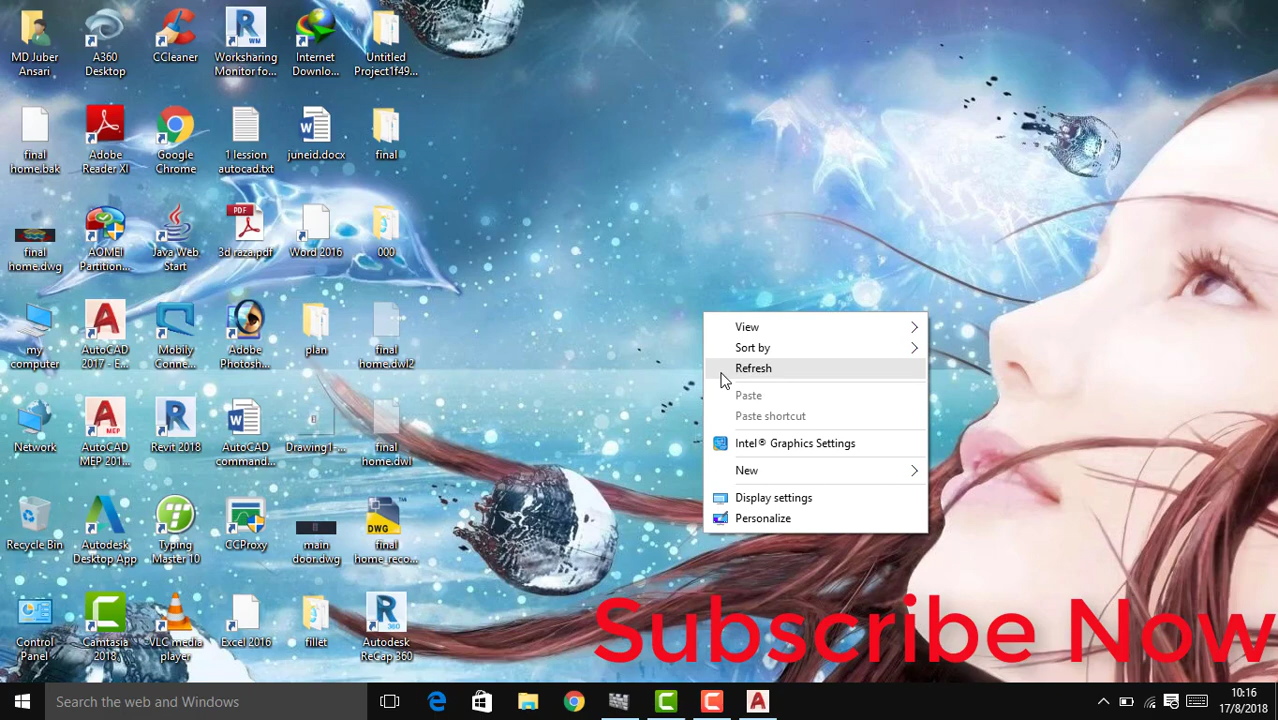 MD Juber
Ansari
A360
Desktop
CCleaner
Worksharing
Monitor fo...
Internet
Downlo...
Untitled
Project1f49...
final
home.bak
Adobe
Reader XI
Google
Chrome
1 lession
autocad.txt
juneid.docx
final
final
home.dwg
AOMEI
Partition...
Java Web
Start
PDF
3d raza.pdf
Word 2016
000
my
computer
AutoCAD
2017 - E...
Mobily
Conne...
Adobe
Photosh...
plan
final
home.dwl2
Network
MEP
AutoCAD
MEP 201...
Revit 2018
AutoCAD
command...
Drawing1-...
final
home.dwl
Recycle Bin
Autodesk
Desktop App
Typing
Master 10
CCProxy
main
door.dwg
DWG
final
home_reco...
Control
Panel
Camtasia
2018
VLC media
player
Excel 2016
fillet
Autodesk
ReCap 360
View
Sort by
Refresh
Paste
Paste shortcut
Intel® Graphics Settings
New
Display settings
Personalize
Subscribe Now
Search the web and Windows
10:16
17/8/2018